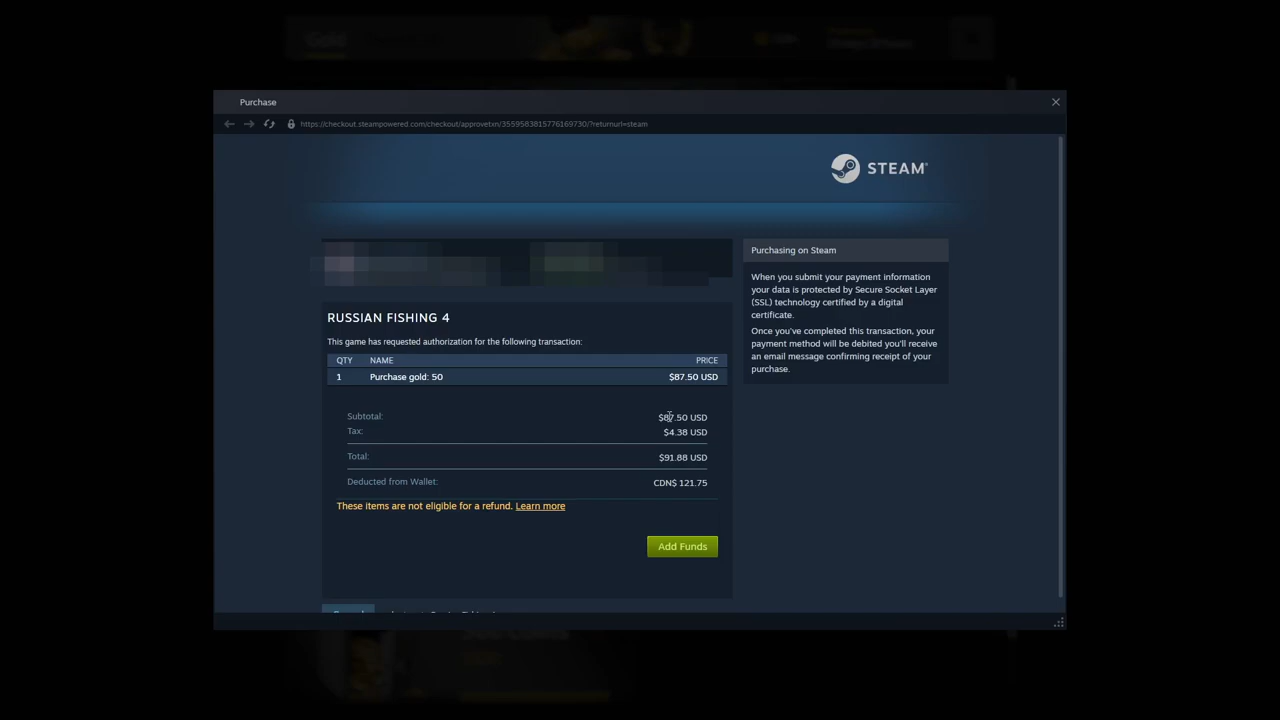 Gold
Purchase
https://checkout.steampowered.com/checkout/approvetxn/3559583815776169730/?returnurl=steam
STEAM®
Purchasing on Steam
When you submit your payment information
your data is protected by Secure Socket Layer
(SSL) technology certified by a digital
certificate.
Once you've completed this transaction, your
payment method will be debited you'll receive
an email message confirming receipt of your
purchase.
RUSSIAN FISHING 4
This game has requested authorization for the following transaction:
QTY NAME PRICE
1 Purchase gold: 50 $87.50 USD
Subtotal: $87.50 USD
Tax: $4.38 USD
Total: $91.88 USD
Deducted from Wallet: CDN$ 121.75
These items are not eligible for a refund. Learn more
Add Funds